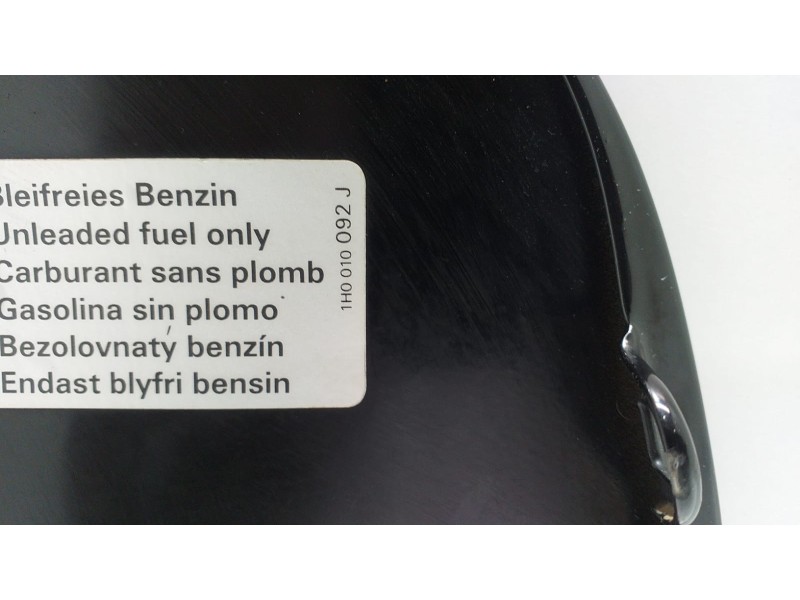 Bleifreies Benzin
Unleaded fuel only
Carburant sans plomb
Gasolina sin plomo
Bezolovnatý benzín
Endast blyfri bensin
1H0 010 092 J